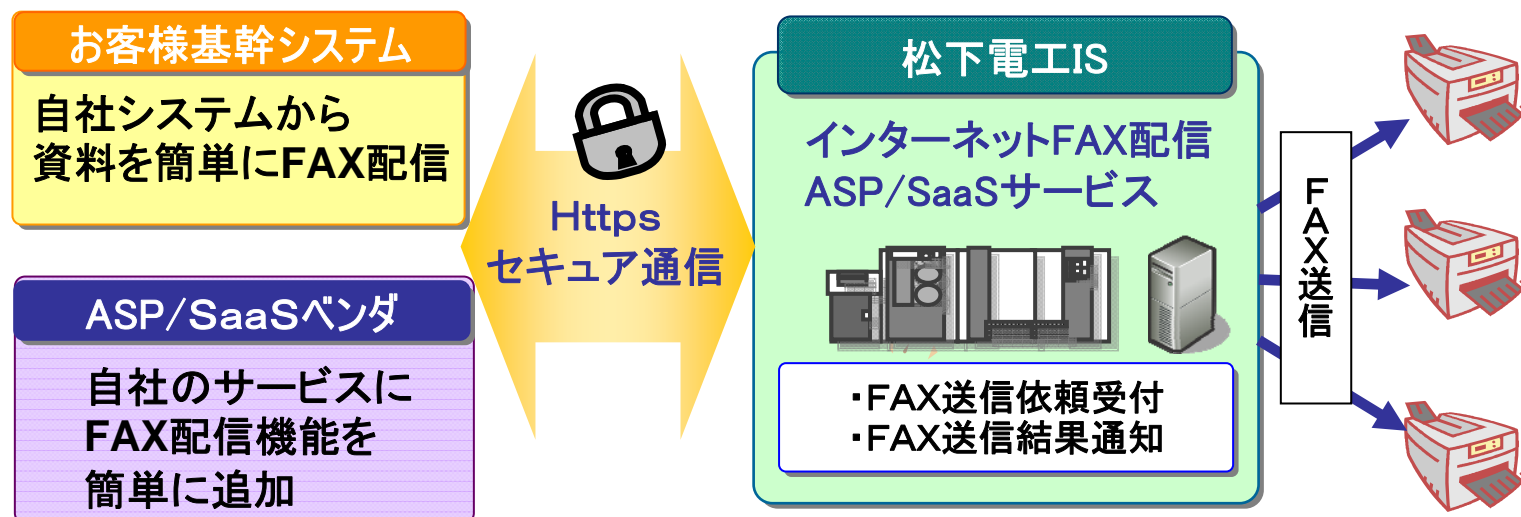 お客様基幹システム
自社システムから
資料を簡単にFAX配信
ASP/SaaSベンダ
自社のサービスに
FAX配信機能を
簡単に追加
Https
セキュア通信
松下電工IS
インターネットFAX配信
ASP/SaaSサービス
・FAX送信依頼受付
・FAX送信結果通知
FAX送信